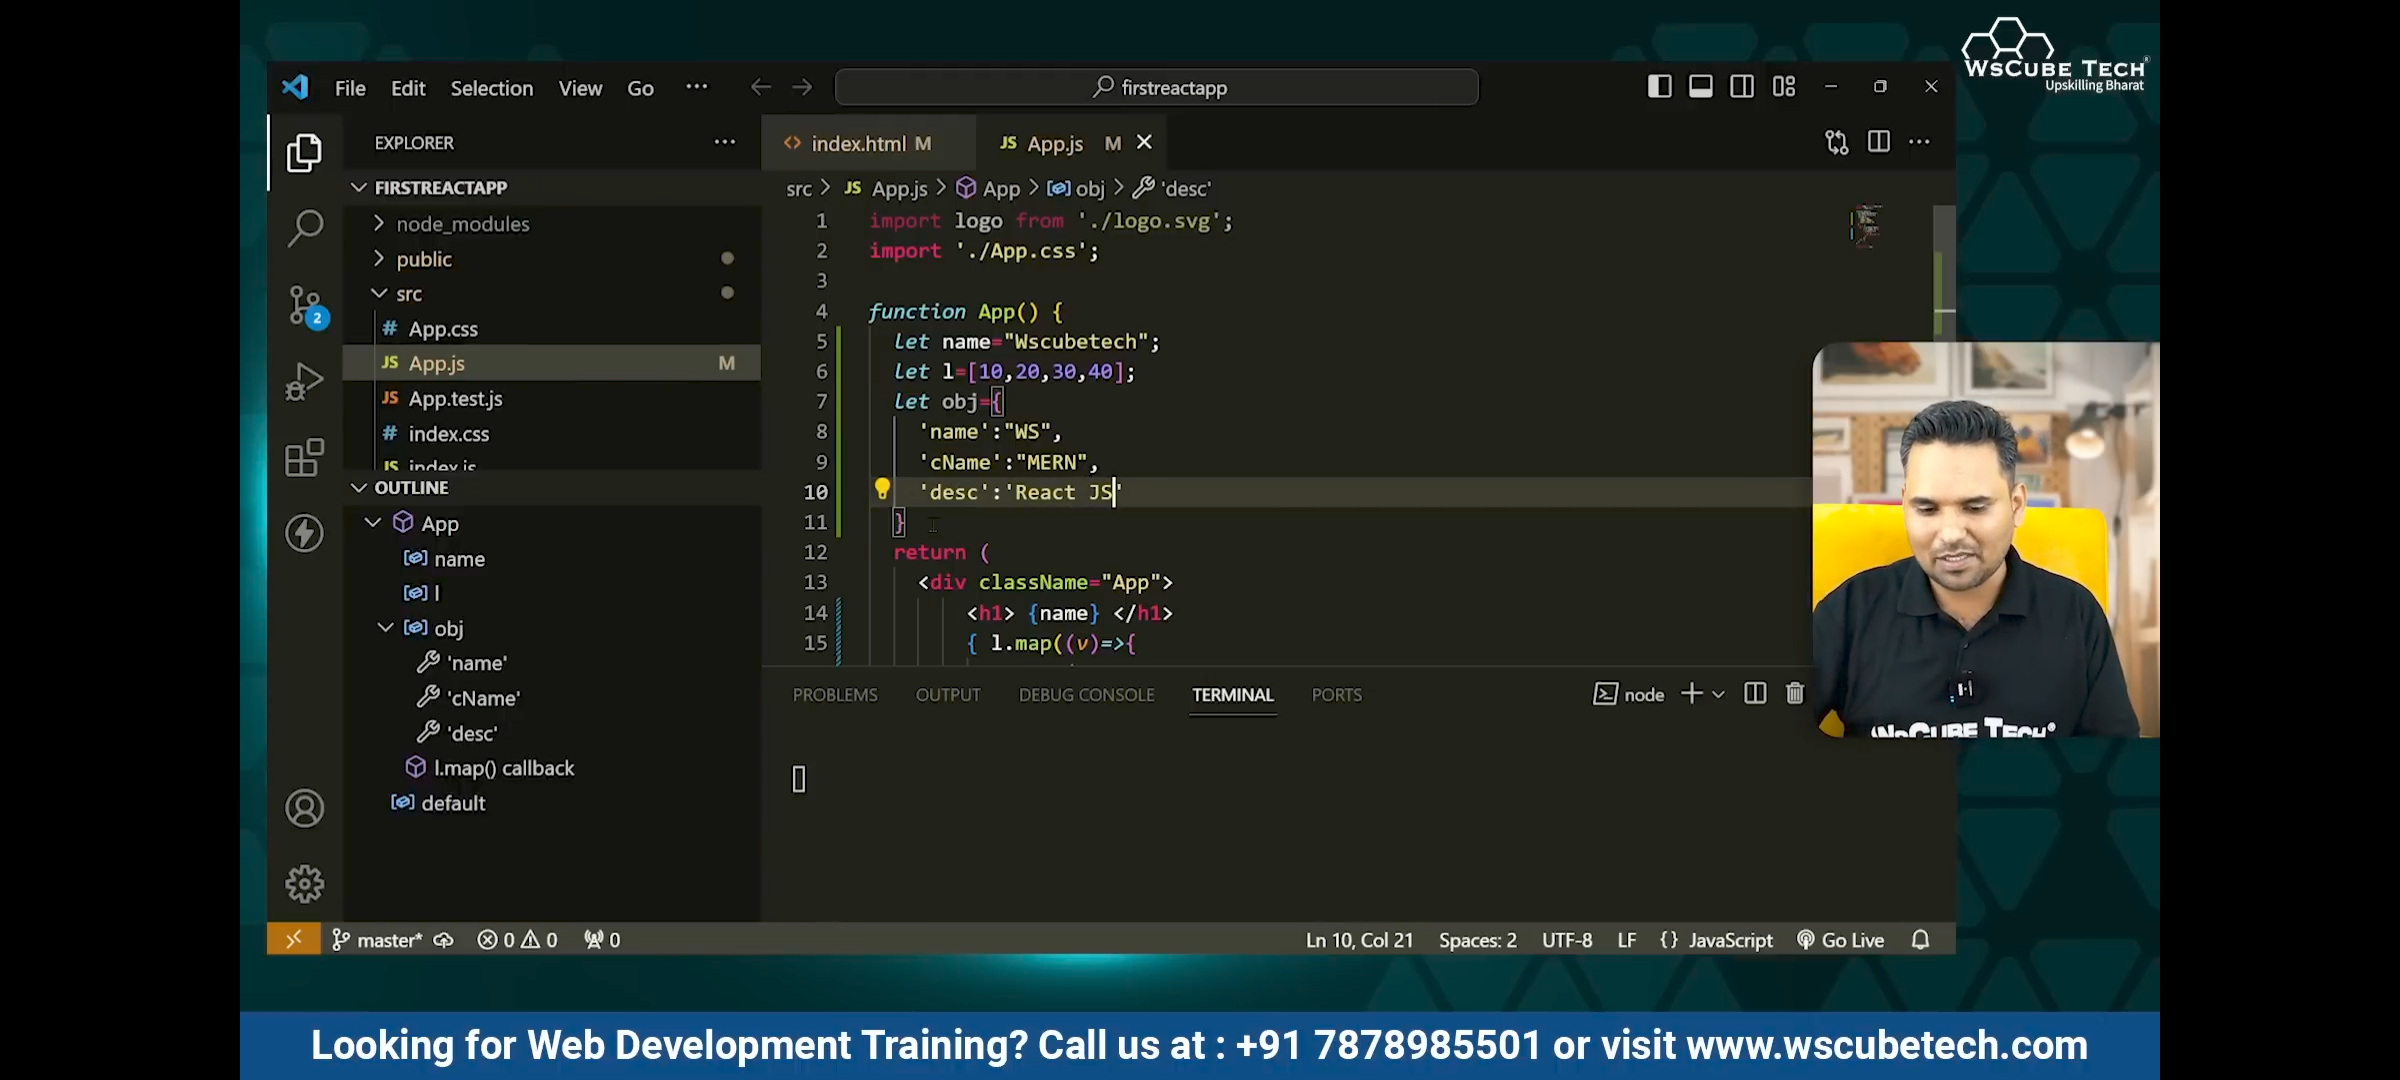 WsCube Tech
Upskilling Bharat
File Edit Selection View Go ··· firstreactapp
EXPLORER ···
index.html M
JS App.js M
FIRSTREACTAPP
src > JS App.js > App > obj > 'desc'
node_modules
public
src
# App.css
JS App.js M
JS App.test.js
# index.css
JS index.js
OUTLINE
App
name
l
obj
'name'
'cName'
'desc'
l.map() callback
default
2
1 import logo from './logo.svg';
2 import './App.css';
3
4 function App() {
5 let name="Wscubetech";
6 let l=[10,20,30,40];
7 let obj={
8 'name':"WS",
9 'cName':"MERN",
10 'desc':'React JS'
11 }
12 return (
13 <div className="App">
14 <h1> {name} </h1>
15 { l.map((v)=>{
PROBLEMS OUTPUT DEBUG CONSOLE TERMINAL PORTS node
WsCube Tech®
master* 0 0 0 Ln 10, Col 21 Spaces: 2 UTF-8 LF {} JavaScript Go Live
Looking for Web Development Training? Call us at : +91 7878985501 or visit www.wscubetech.com